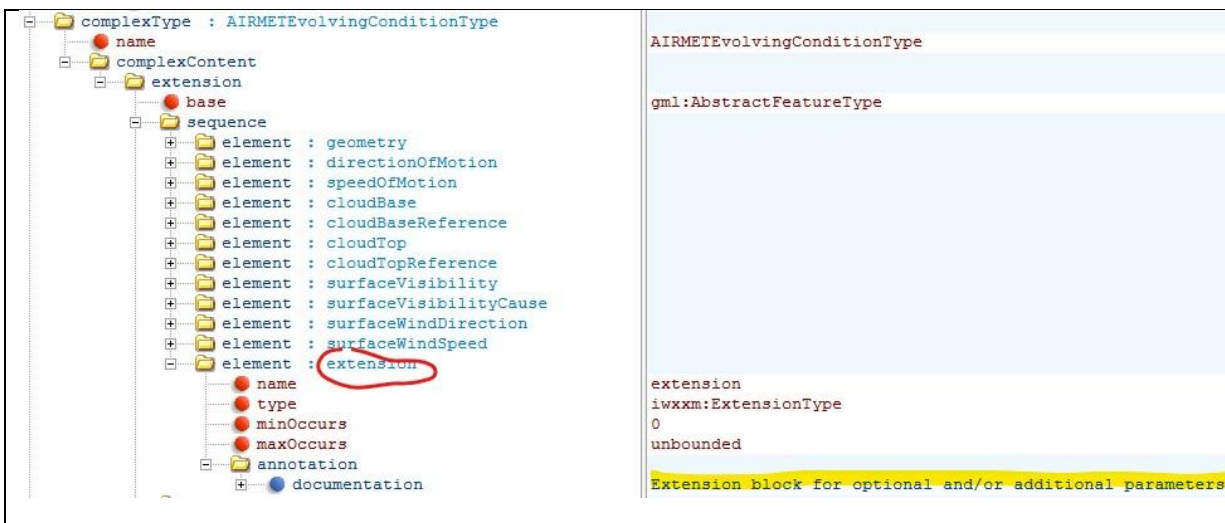 complexType : AIRMETEvolvingConditionType
name AIRMETEvolvingConditionType
complexContent
extension
base gml:AbstractFeatureType
sequence
element : geometry
element : directionOfMotion
element : speedOfMotion
element : cloudBase
element : cloudBaseReference
element : cloudTop
element : cloudTopReference
element : surfaceVisibility
element : surfaceVisibilityCause
element : surfaceWindDirection
element : surfaceWindSpeed
element : extension
name extension
type iwxxm:ExtensionType
minOccurs 0
maxOccurs unbounded
annotation
documentation Extension block for optional and/or additional parameters